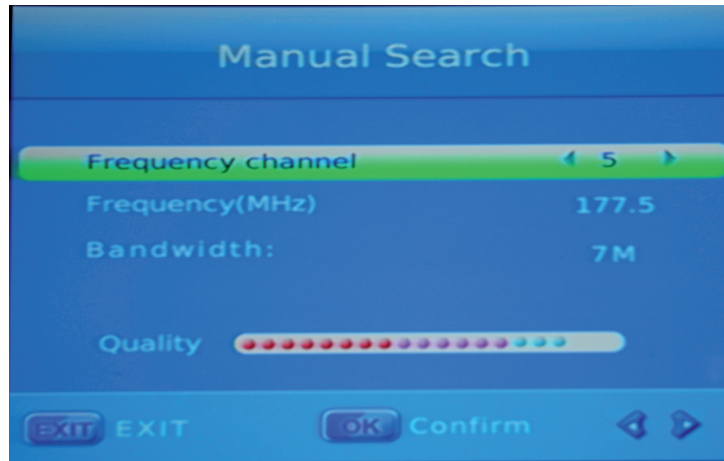 Manual Search
Frequency channel 5
Frequency(MHz) 177.5
Bandwidth: 7M
Quality
EXIT EXIT OK Confirm